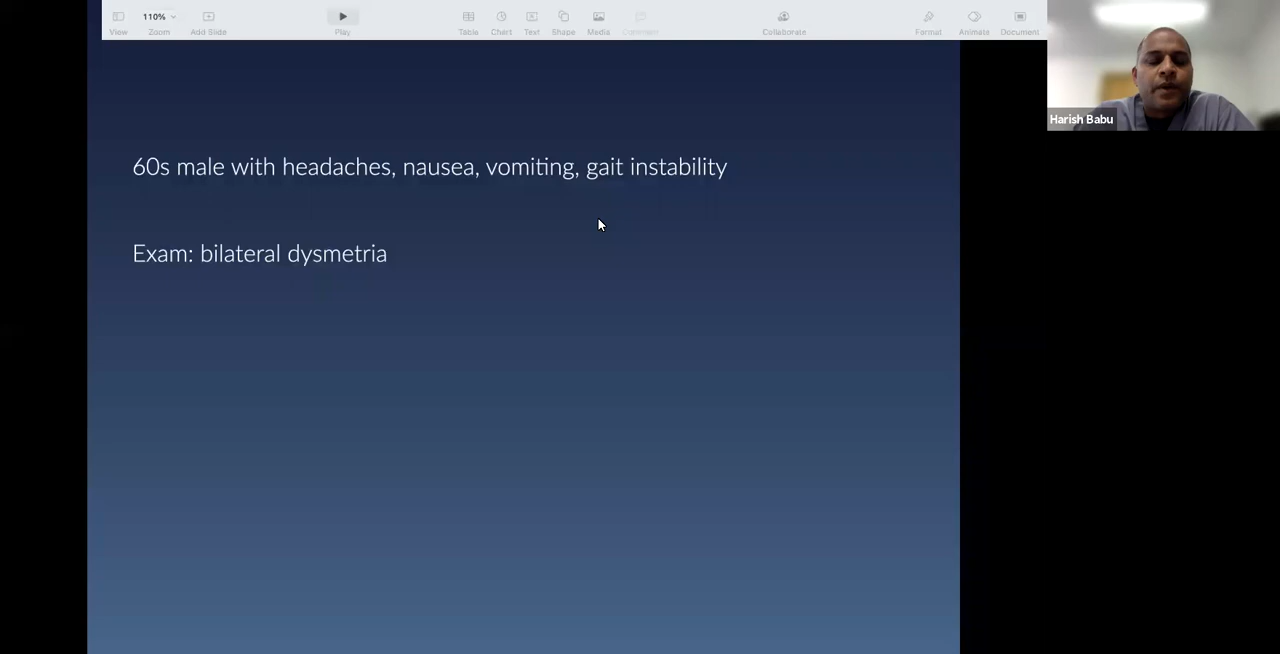 110%
View
Zoom
Add Slide
Play
Table
Chart
Text
Shape
Media
Comment
Collaborate
Format
Animate
Document
Harish Babu
60s male with headaches, nausea, vomiting, gait instability
Exam: bilateral dysmetria